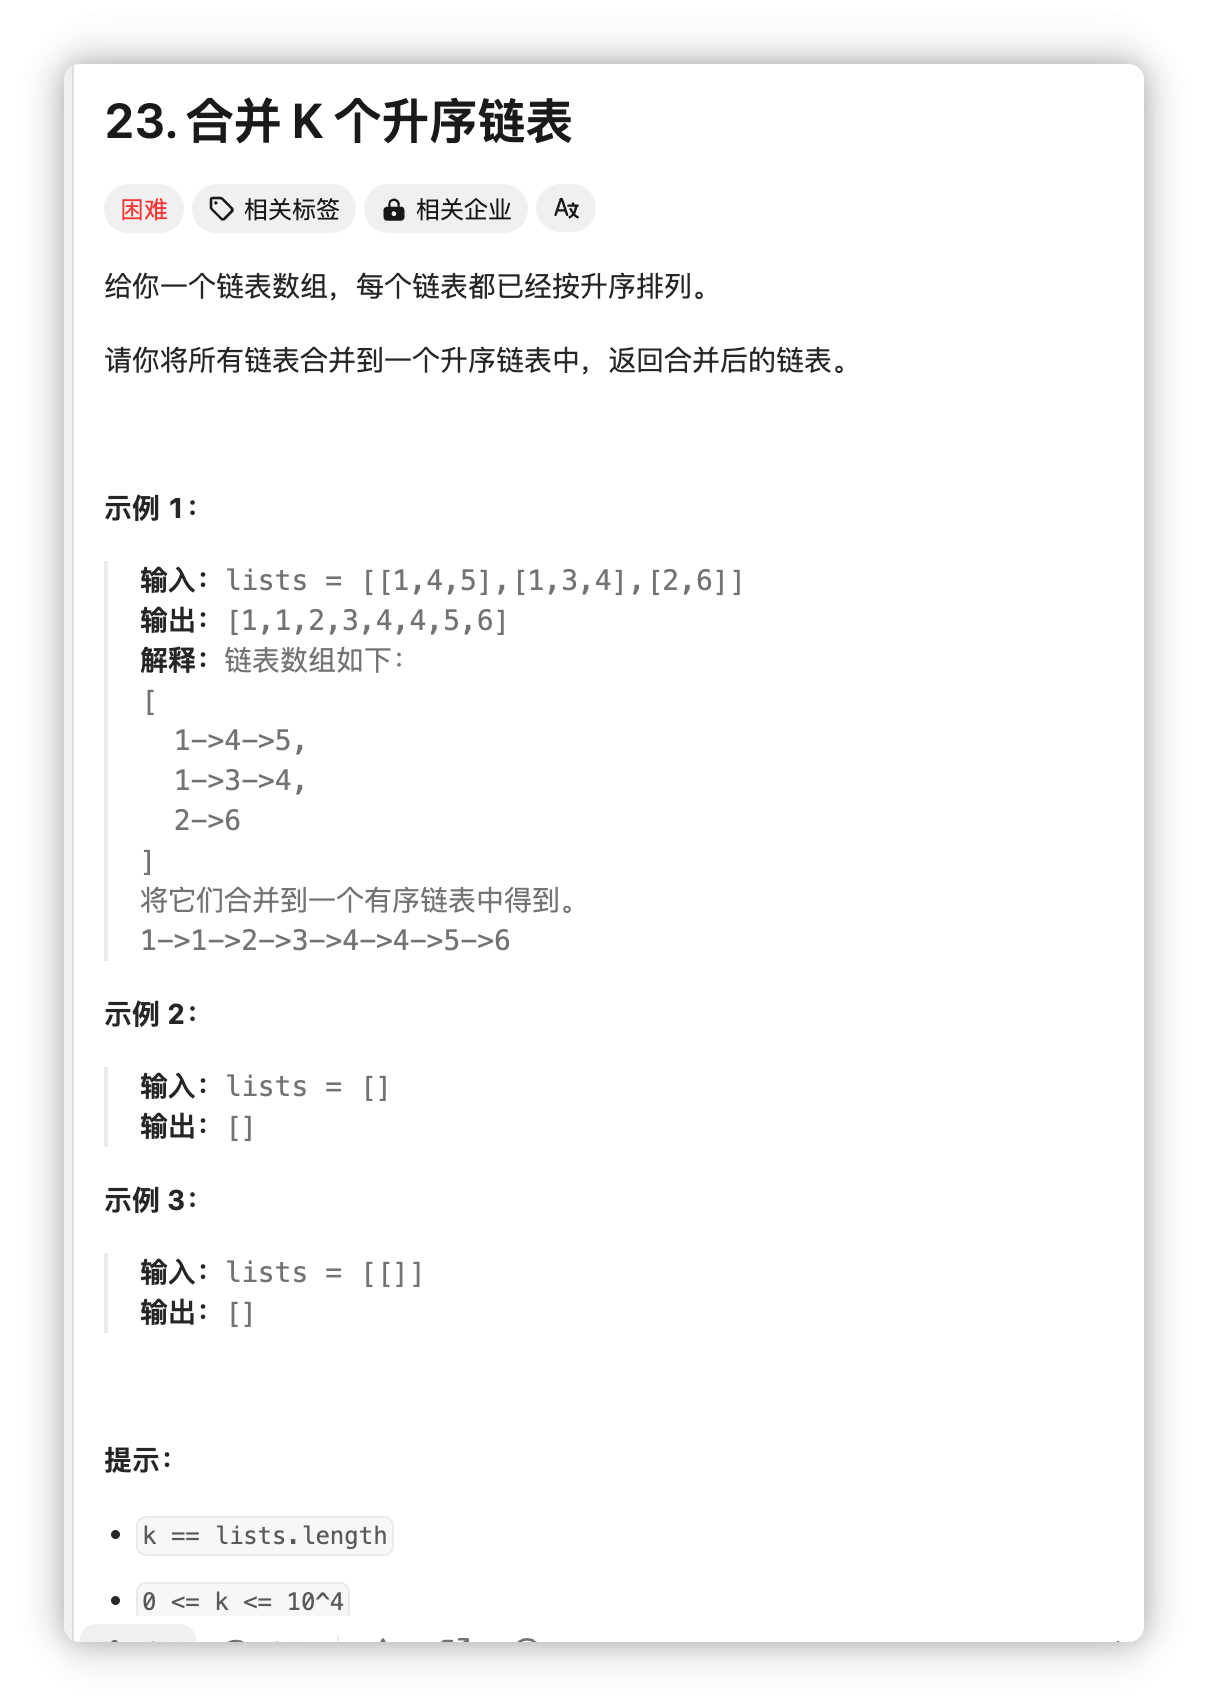 23. 合并 K 个升序链表
困难 相关标签 相关企业
给你一个链表数组，每个链表都已经按升序排列。
请你将所有链表合并到一个升序链表中，返回合并后的链表。
示例 1：
输入：lists = [[1,4,5],[1,3,4],[2,6]]
输出：[1,1,2,3,4,4,5,6]
解释：链表数组如下：
[
  1->4->5,
  1->3->4,
  2->6
]
将它们合并到一个有序链表中得到。
1->1->2->3->4->4->5->6
示例 2：
输入：lists = []
输出：[]
示例 3：
输入：lists = [[]]
输出：[]
提示：
• k == lists.length
• 0 <= k <= 10^4